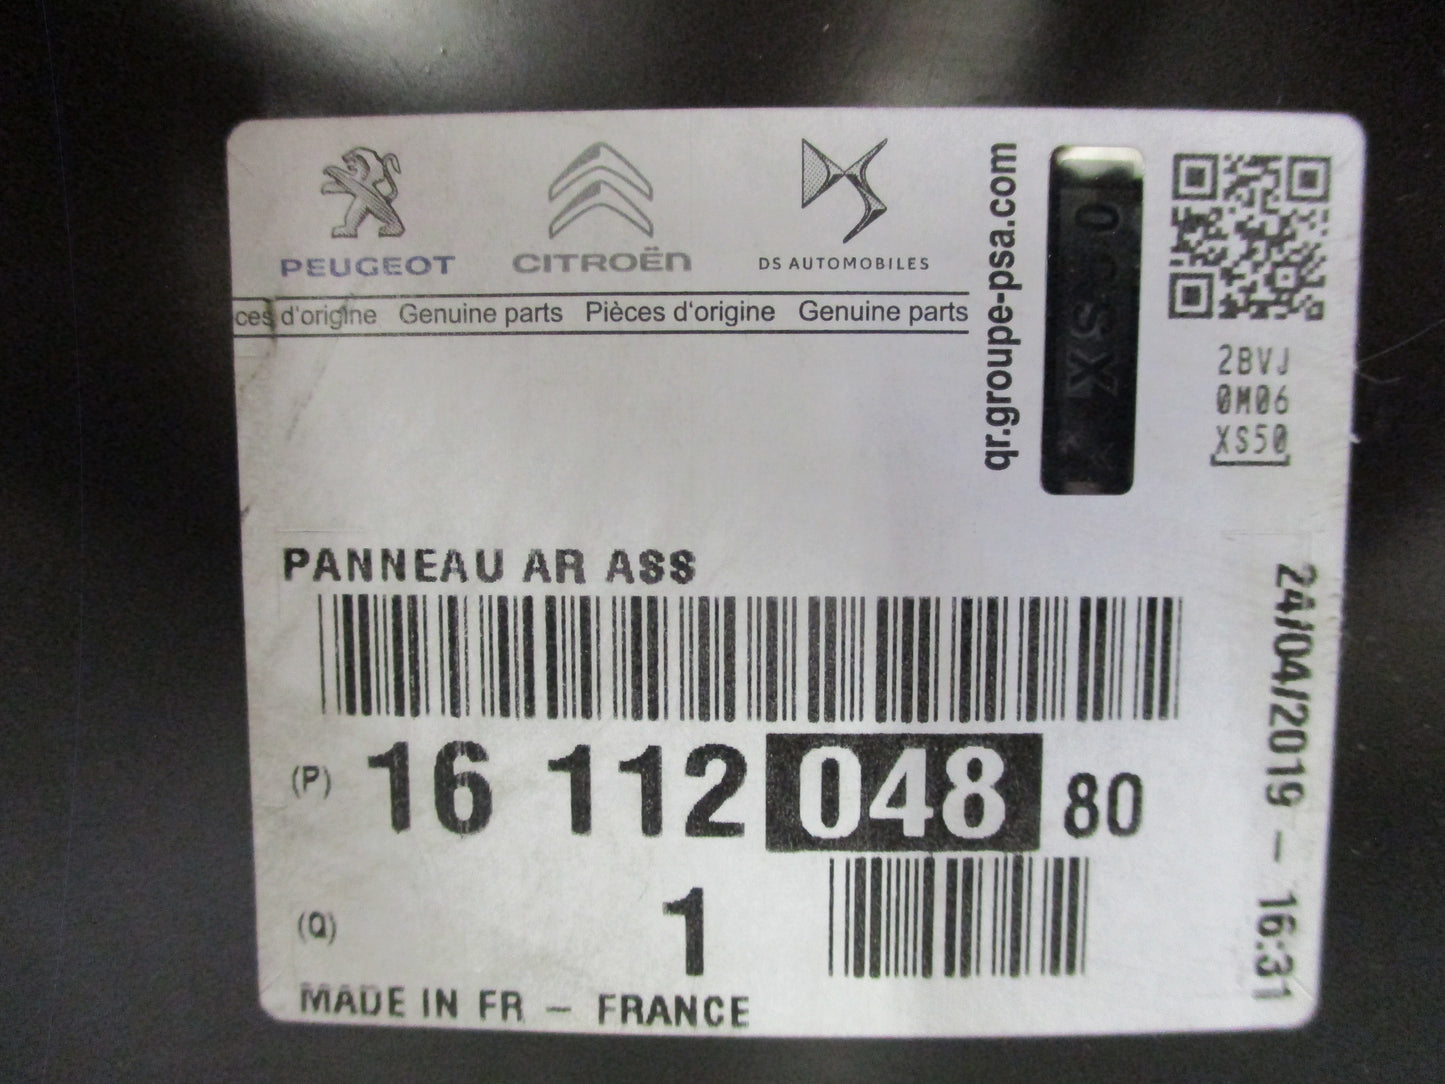 PEUGEOT CITROËN DS AUTOMOBILES
ces d'origine Genuine parts Pièces d'origine Genuine parts
qr.groupe-psa.com
2BVJ
0M06
XS50
PANNEAU AR ASS
(P) 16 112 048 80
(Q) 1
MADE IN FR - FRANCE
24/04/2019 - 16:31